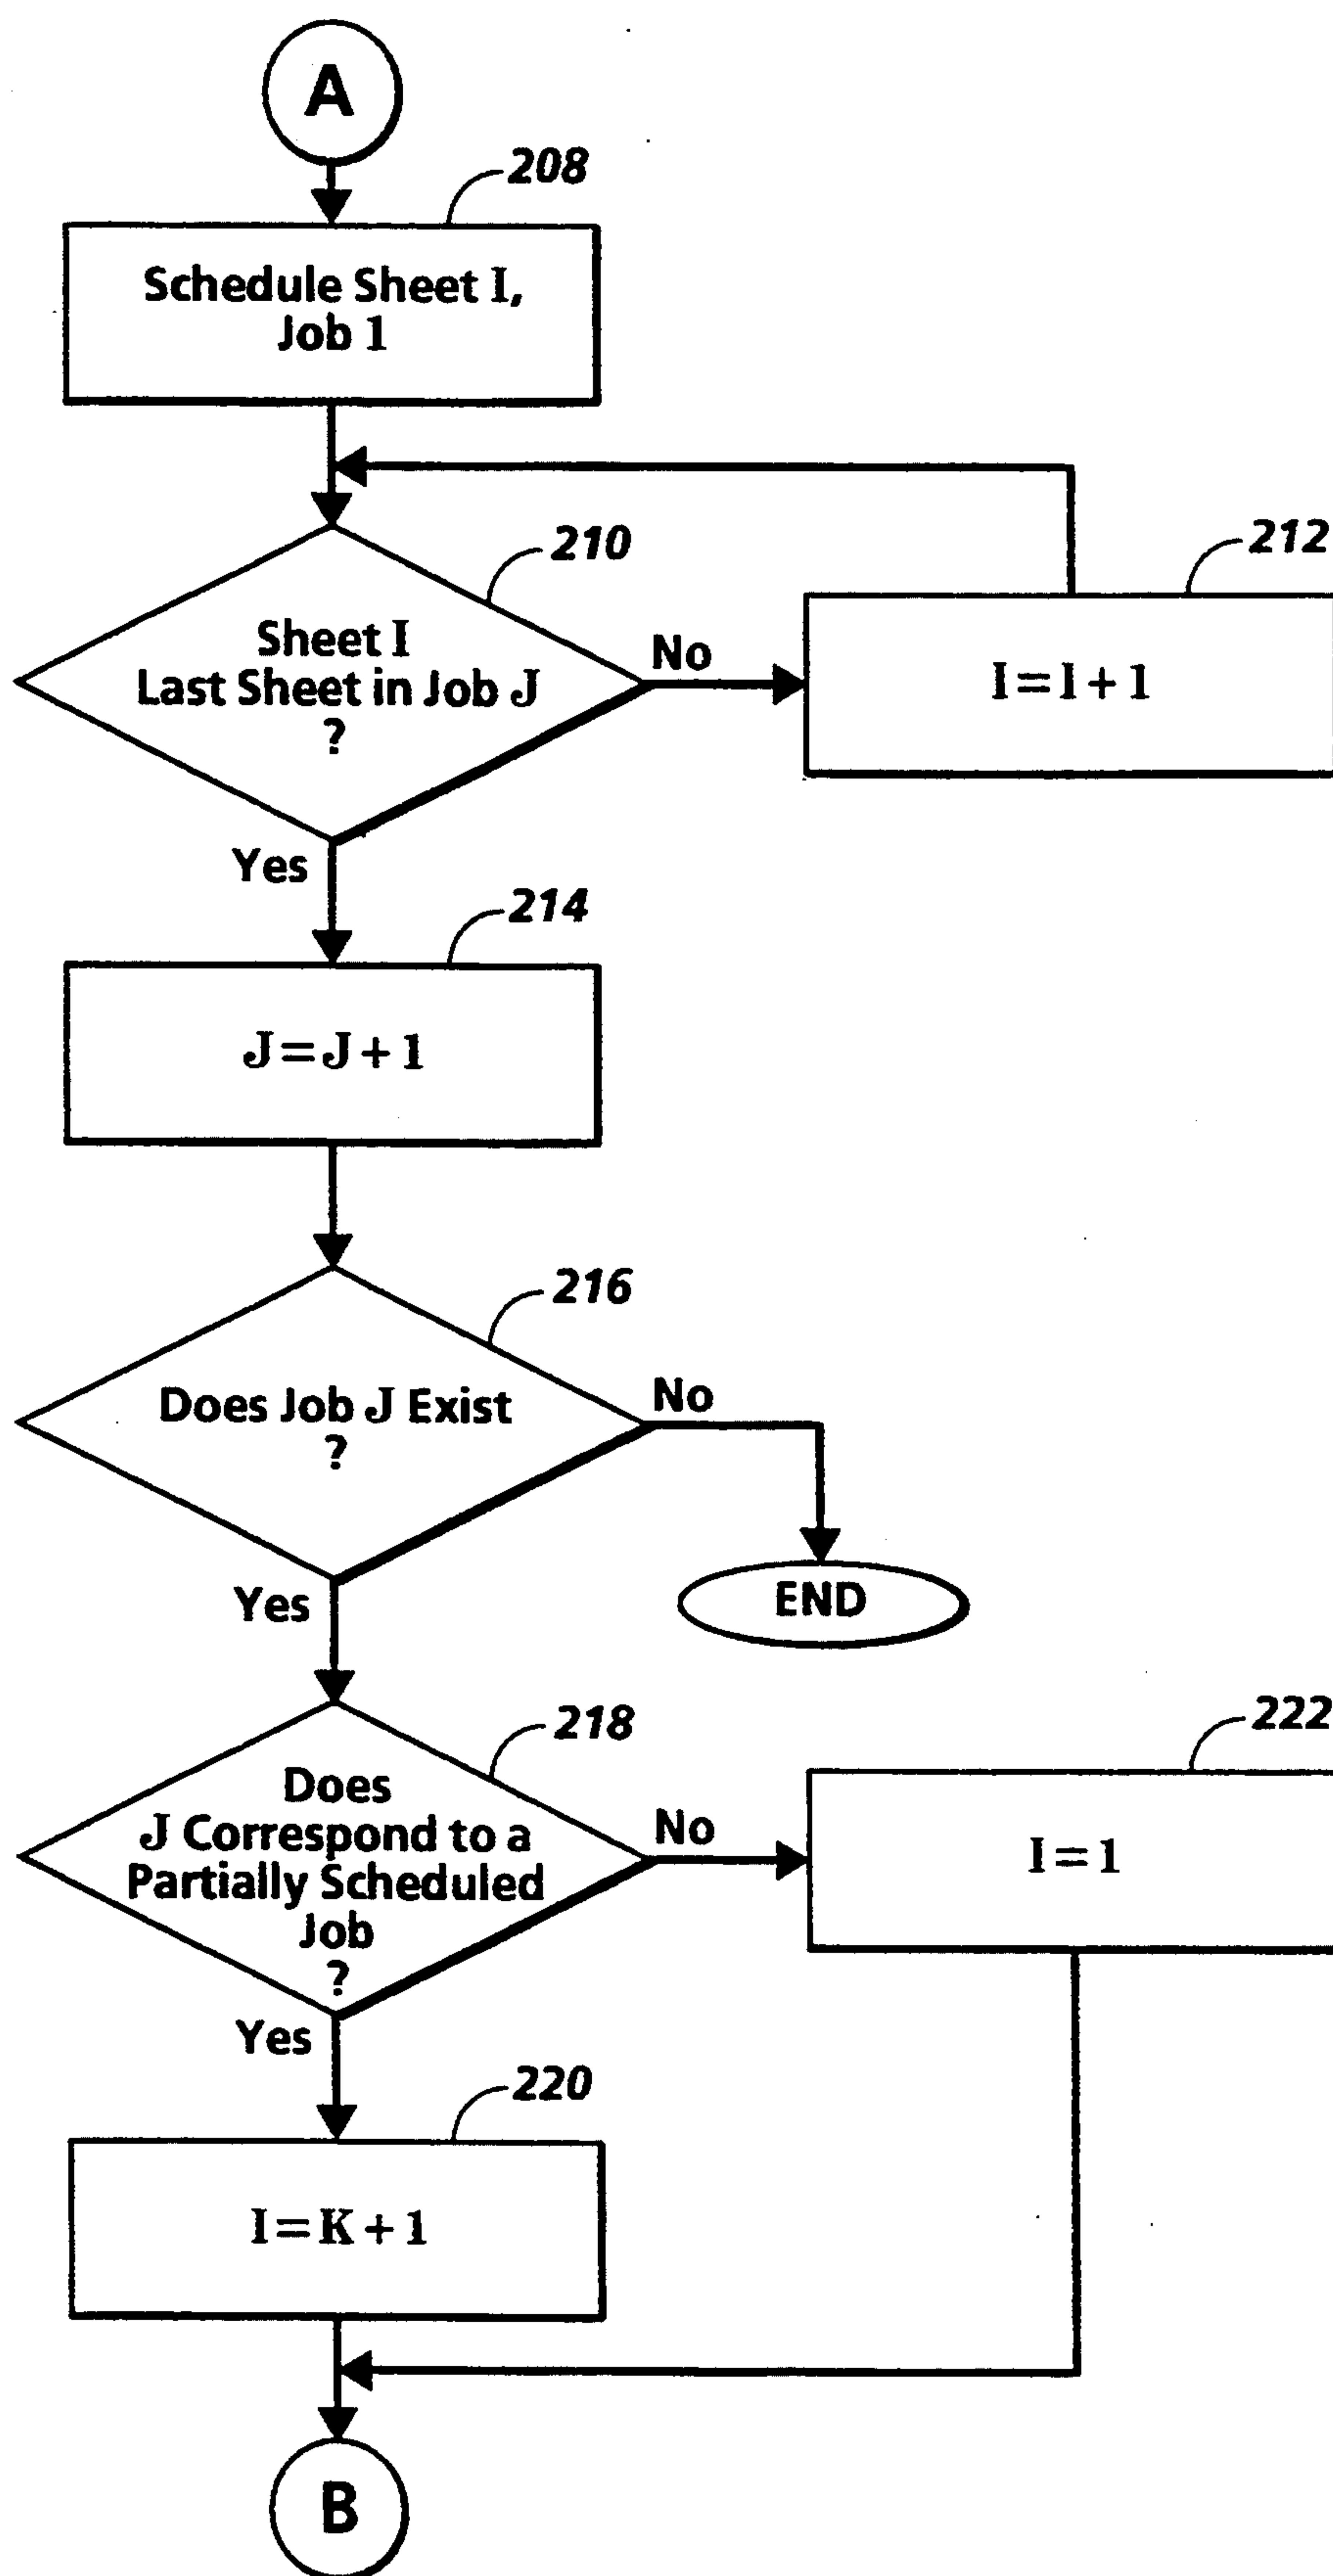 A
208
Schedule Sheet I,
Job 1
210
Sheet I
Last Sheet in Job J
?
No
212
I=I+1
Yes
214
J=J+1
216
Does Job J Exist
?
No
END
Yes
218
Does
J Correspond to a
Partially Scheduled
Job
?
No
222
I=1
Yes
220
I=K+1
B